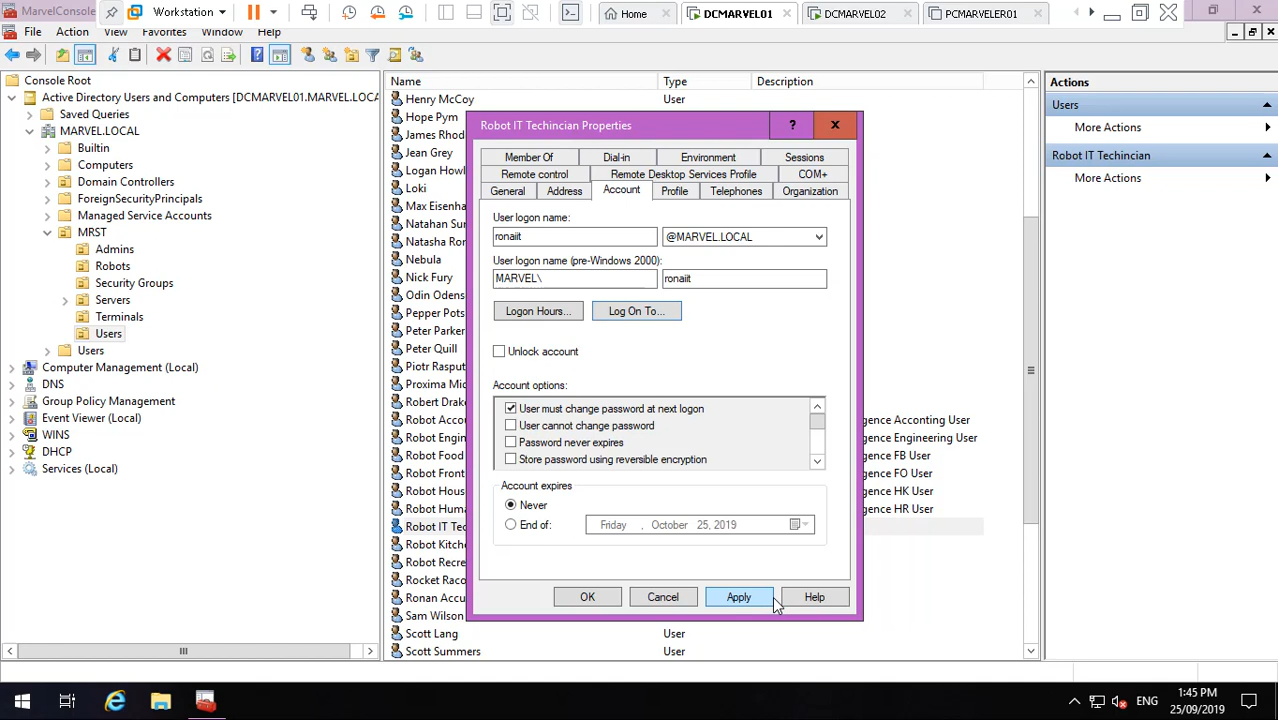 MarvelConsole
Workstation
Home
DCMARVEL01
DCMARVEL02
PCMARVELER01
File Action View Favorites Window Help
Console Root
Active Directory Users and Computers [DCMARVEL01.MARVEL.LOCA
Saved Queries
MARVEL.LOCAL
Builtin
Computers
Domain Controllers
ForeignSecurityPrincipals
Managed Service Accounts
MRST
Admins
Robots
Security Groups
Servers
Terminals
Users
Users
Computer Management (Local)
DNS
Group Policy Management
Event Viewer (Local)
WINS
DHCP
Services (Local)
Name Type Description
Henry McCoy User
Hope Pym
James Rhod
Jean Grey
Logan Howl
Loki
Max Eisenha
Natahan Sur
Natasha Ror
Nebula
Nick Fury
Odin Odens
Pepper Pots
Peter Parker
Peter Quill
Piotr Rasput
Proxima Mic
Robert Drake
Robot Accou gence Acconting User
Robot Engin gence Engineering User
Robot Food gence FB User
Robot Front gence FO User
Robot Hous gence HK User
Robot Huma gence HR User
Robot IT Tec
Robot Kitche
Robot Recre
Rocket Raco
Ronan Accu
Sam Wilson
Scott Lang User
Scott Summers User
Robot IT Techincian Properties
? X
Member Of Dial-in Environment Sessions
Remote control Remote Desktop Services Profile COM+
General Address Account Profile Telephones Organization
User logon name:
ronaiit @MARVEL.LOCAL
User logon name (pre-Windows 2000):
MARVEL\ ronaiit
Logon Hours... Log On To...
Unlock account
Account options:
User must change password at next logon
User cannot change password
Password never expires
Store password using reversible encryption
Account expires
Never
End of: Friday , October 25, 2019
OK Cancel Apply Help
Actions
Users
More Actions
Robot IT Techincian
More Actions
ENG
1:45 PM
25/09/2019